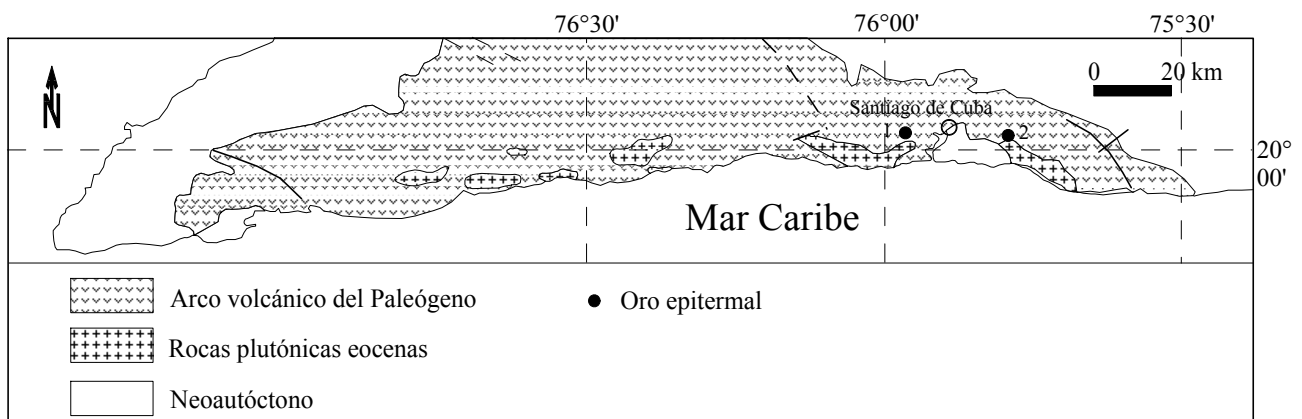 76°30'
76°00'
75°30'
N
0 20 km
Santiago de Cuba
1
2
20°
00'
Mar Caribe
Arco volcánico del Paleógeno
Oro epitermal
Rocas plutónicas eocenas
Neoautóctono